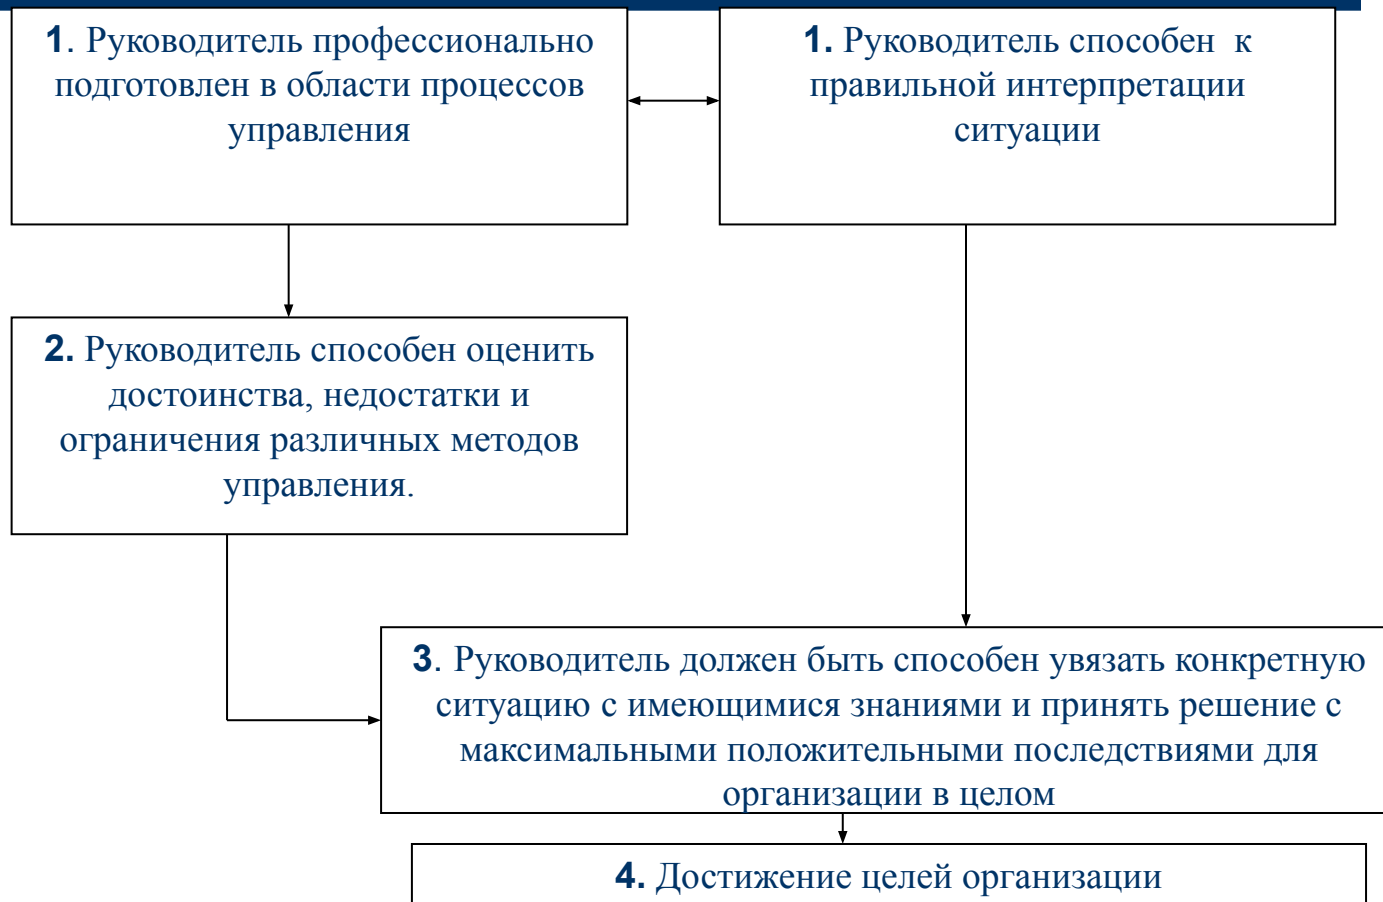 1. Руководитель профессионально
подготовлен в области процессов
управления
1. Руководитель способен к
правильной интерпретации
ситуации
2. Руководитель способен оценить
достоинства, недостатки и
ограничения различных методов
управления.
3. Руководитель должен быть способен увязать конкретную
ситуацию с имеющимися знаниями и принять решение с
максимальными положительными последствиями для
организации в целом
4. Достижение целей организации